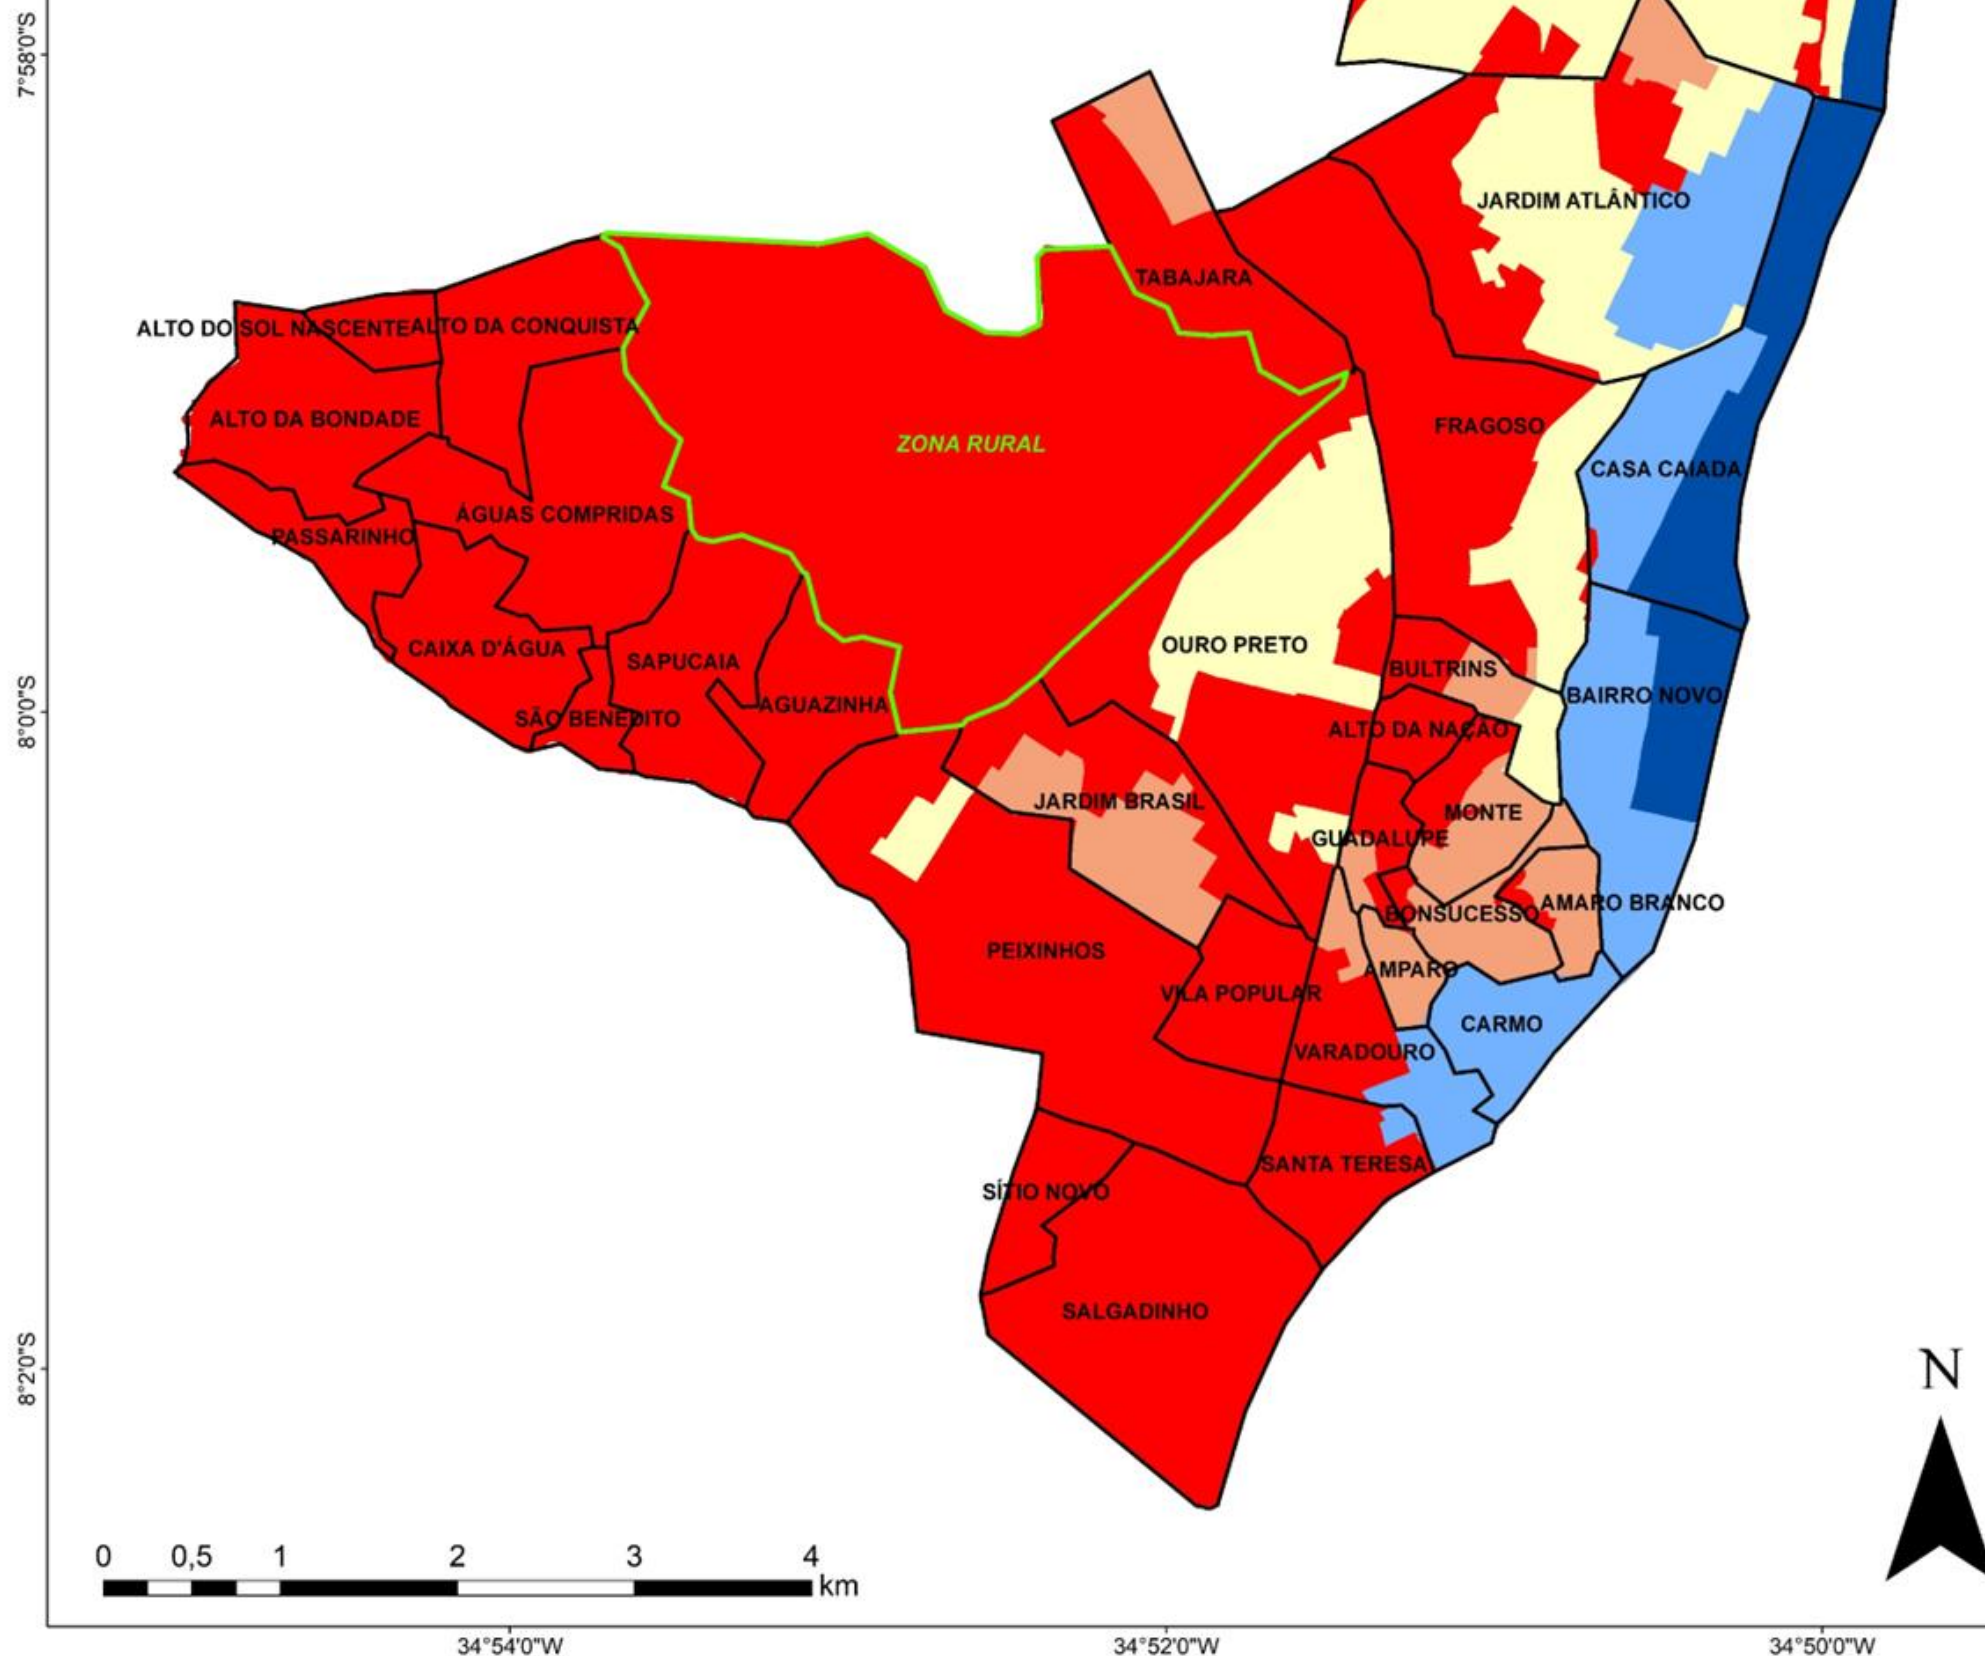 7°58'0"S
JARDIM ATLÂNTICO
TABAJARA
ALTO DO SOL NASCENTE
ALTO DA CONQUISTA
ALTO DA BONDADE
ZONA RURAL
FRAGOSO
CASA CAIADA
ÁGUAS COMPRIDAS
PASSARINHO
CAIXA D'ÁGUA
SAPUCAIA
OURO PRETO
BULTRINS
BAIRRO NOVO
AGUAZINHA
SÃO BENEDITO
8°0'0"S
ALTO DA NAÇÃO
JARDIM BRASIL
MONTE
GUADALUPE
AMARO BRANCO
BONSUCESSO
PEIXINHOS
AMPARO
VILA POPULAR
CARMO
VARADOURO
SANTA TERESA
SÍTIO NOVO
SALGADINHO
8°2'0"S
N
0 0,5 1 2 3 4
km
34°54'0"W 34°52'0"W 34°50'0"W